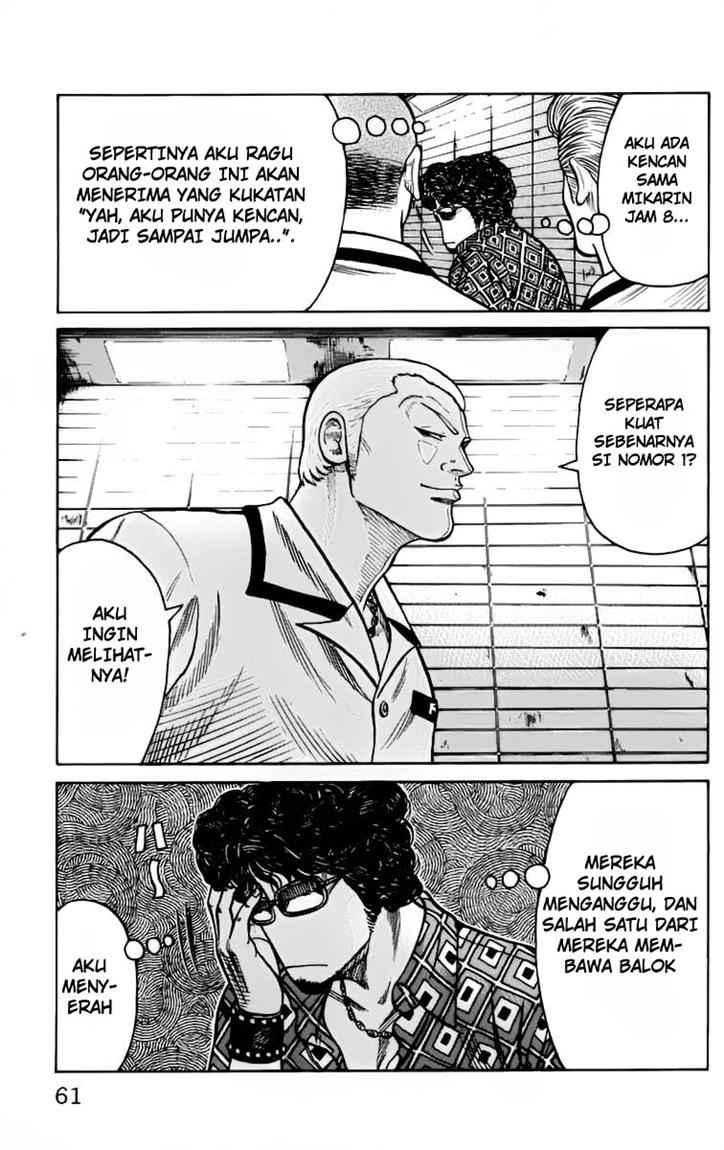 AKU ADA
KENCAN
SAMA
MIKARIN
JAM 8...
SEPERTINYA AKU RAGU
ORANG-ORANG INI AKAN
MENERIMA YANG KUKATAN
"YAH, AKU PUNYA KENCAN,
JADI SAMPAI JUMPA..".
SEPERAPA
KUAT
SEBENARNYA
SI NOMOR 1?
AKU
INGIN
MELIHAT-
NYA!
F
MEREKA
SUNGGUH
MENGANGGU, DAN
SALAH SATU DARI
MEREKA MEM-
BAWA BALOK
AKU
MENY-
ERAH
61